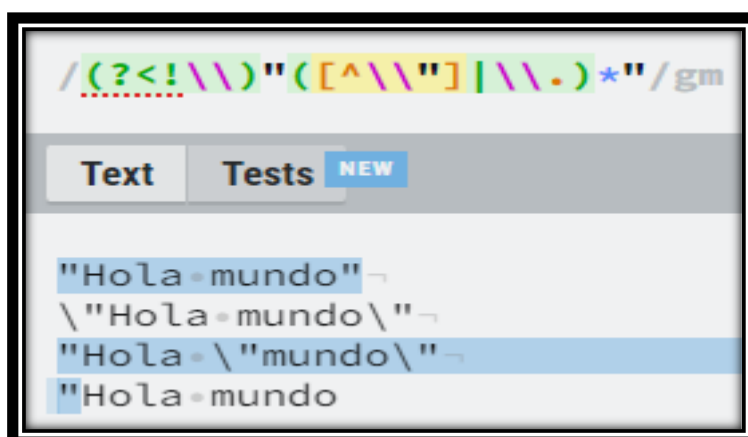 /(?<!\\)"([^\\"]|\\.)*"/gm
Text Tests NEW
"Hola mundo"
\"Hola mundo\"
"Hola \"mundo\"
"Hola mundo